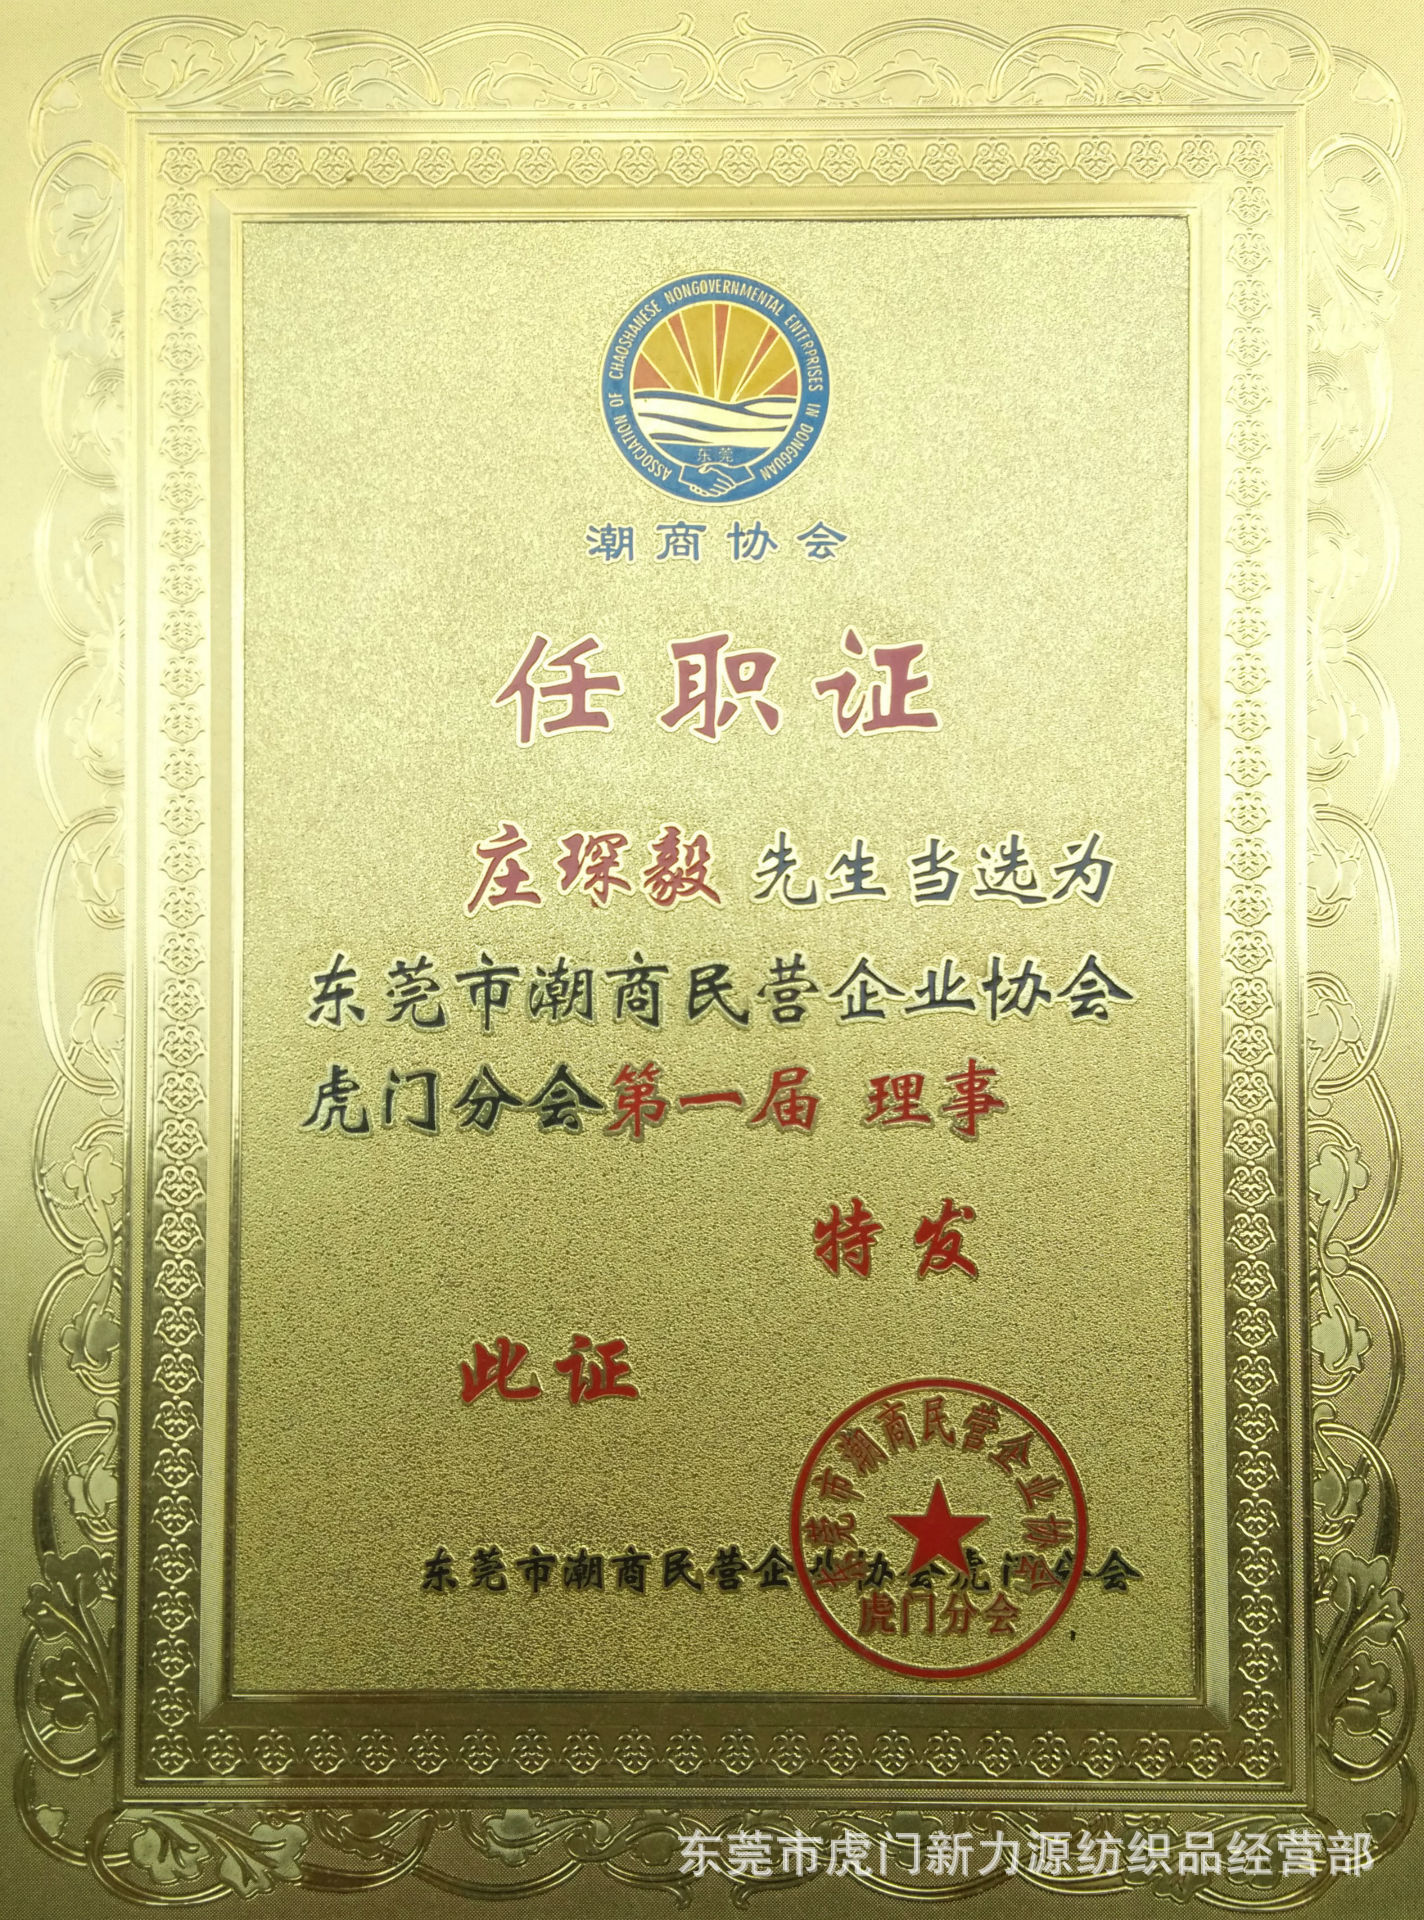 ASSOCIATION OF CHAOSHANESE NONGOVERNMENTAL ENTERPRISES IN DONGGUAN
东莞
潮商协会
任职证
庄琛毅 先生当选为
东莞市潮商民营企业协会
虎门分会第一届 理事
特发
此证
东莞市潮商民营企业协会
东莞市潮商民营企业协会虎门分会
虎门分会
东莞市虎门新力源纺织品经营部